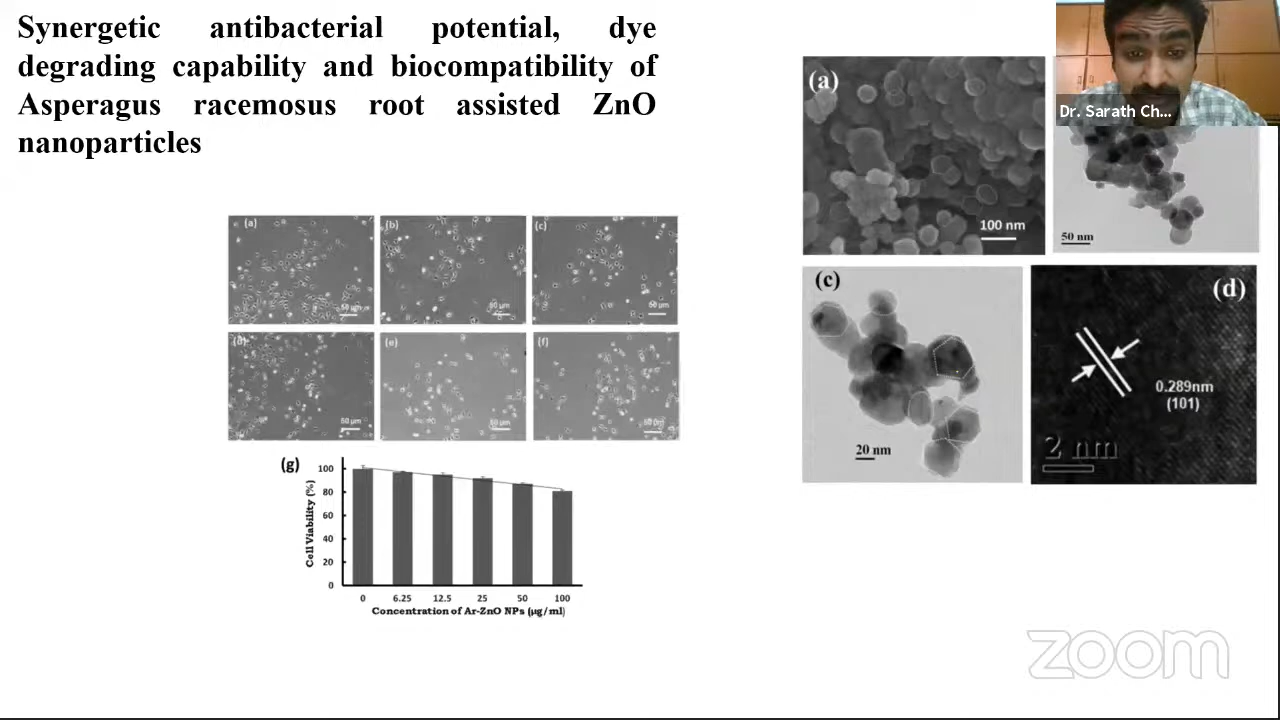 Synergetic antibacterial potential, dye
degrading capability and biocompatibility of
Asperagus racemosus root assisted ZnO
nanoparticles
Dr. Sarath Ch...
(a)
100 nm
50 nm
(c)
20 nm
(d)
0.289nm
(101)
2 nm
(a)
50 µm
(b)
50 µm
(c)
50 µm
(d)
50 µm
(e)
50 µm
(f)
50 µm
(g)
Cell Viability (%)
100
80
60
40
20
0
0 6.25 12.5 25 50 100
Concentration of Ar-ZnO NPs (µg/ml)
zoom